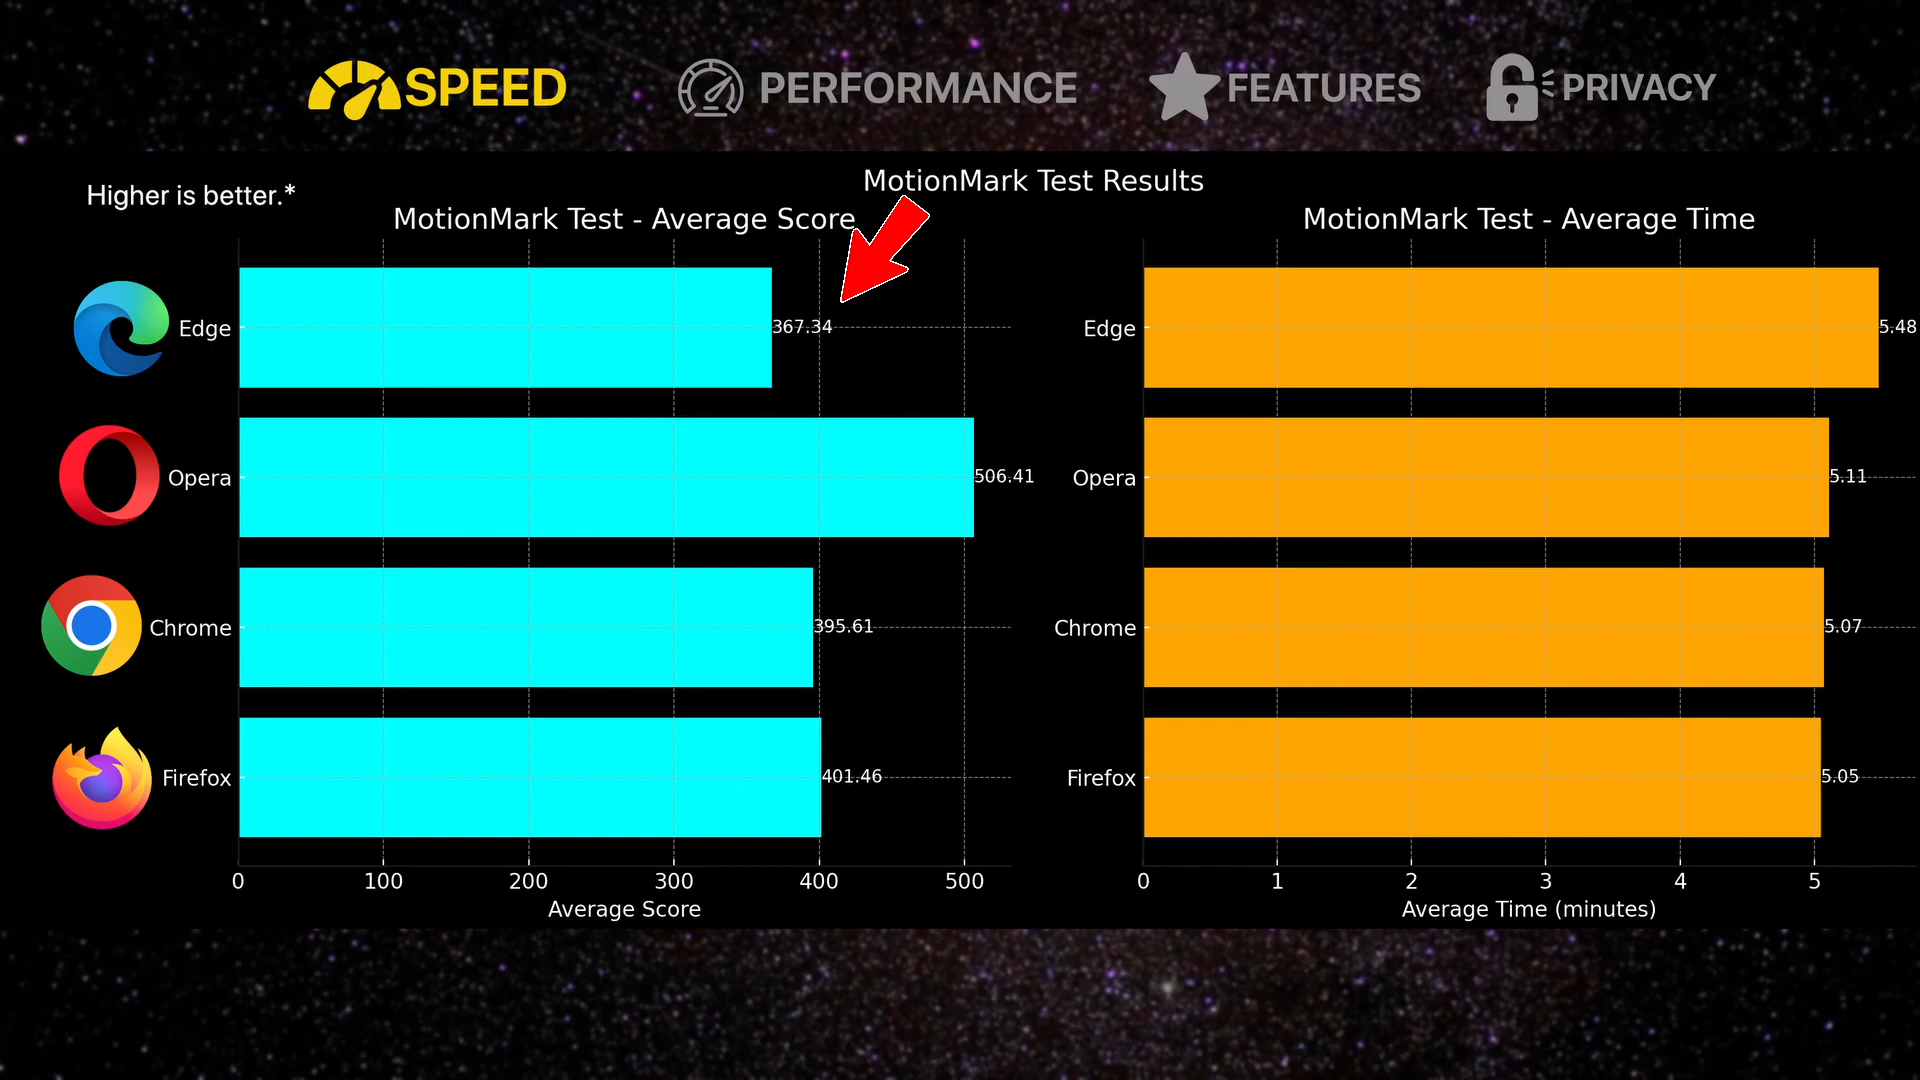 SPEED
PERFORMANCE
FEATURES
PRIVACY
Higher is better.*
MotionMark Test Results
MotionMark Test - Average Score
Edge
367.34
Opera
506.41
Chrome
395.61
Firefox
401.46
0 100 200 300 400 500
Average Score
MotionMark Test - Average Time
Edge
5.48
Opera
5.11
Chrome
5.07
Firefox
5.05
0 1 2 3 4 5
Average Time (minutes)